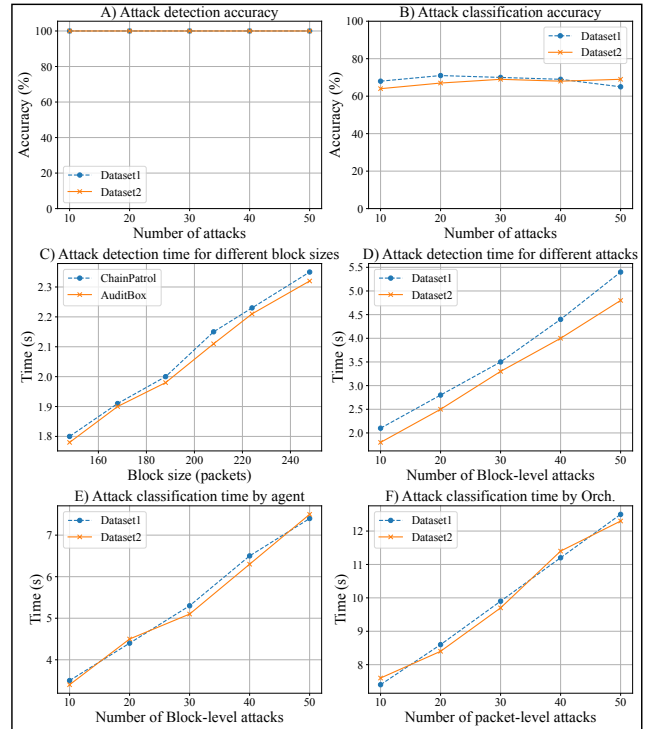 A) Attack detection accuracy
100
80
60
40
20
0
Accuracy (%)
Dataset1
Dataset2
10 20 30 40 50
Number of attacks
B) Attack classification accuracy
100
80
60
40
20
0
Accuracy (%)
Dataset1
Dataset2
10 20 30 40 50
Number of attacks
C) Attack detection time for different block sizes
2.3
2.2
2.1
2.0
1.9
1.8
Time (s)
ChainPatrol
AuditBox
160 180 200 220 240
Block size (packets)
D) Attack detection time for different attacks
5.5
5.0
4.5
4.0
3.5
3.0
2.5
2.0
Time (s)
Dataset1
Dataset2
10 20 30 40 50
Number of Block-level attacks
E) Attack classification time by agent
7
6
5
4
Time (s)
Dataset1
Dataset2
10 20 30 40 50
Number of Block-level attacks
F) Attack classification time by Orch.
12
11
10
9
8
Time (s)
Dataset1
Dataset2
10 20 30 40 50
Number of packet-level attacks